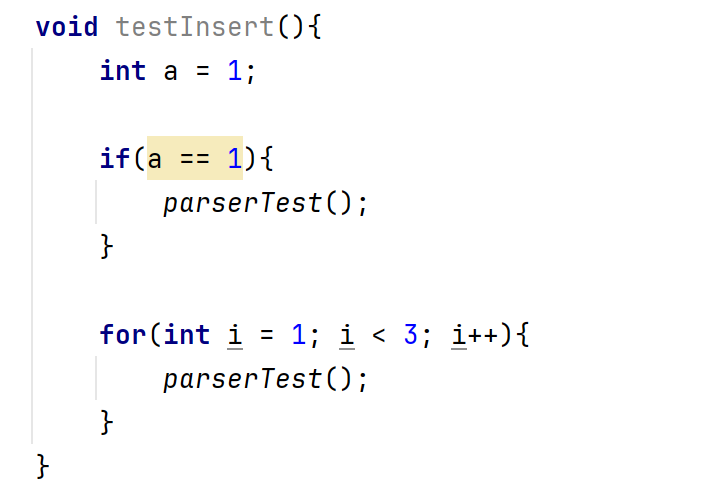 void testInsert(){
    int a = 1;

    if(a == 1){
        parserTest();
    }

    for(int i = 1; i < 3; i++){
        parserTest();
    }
}